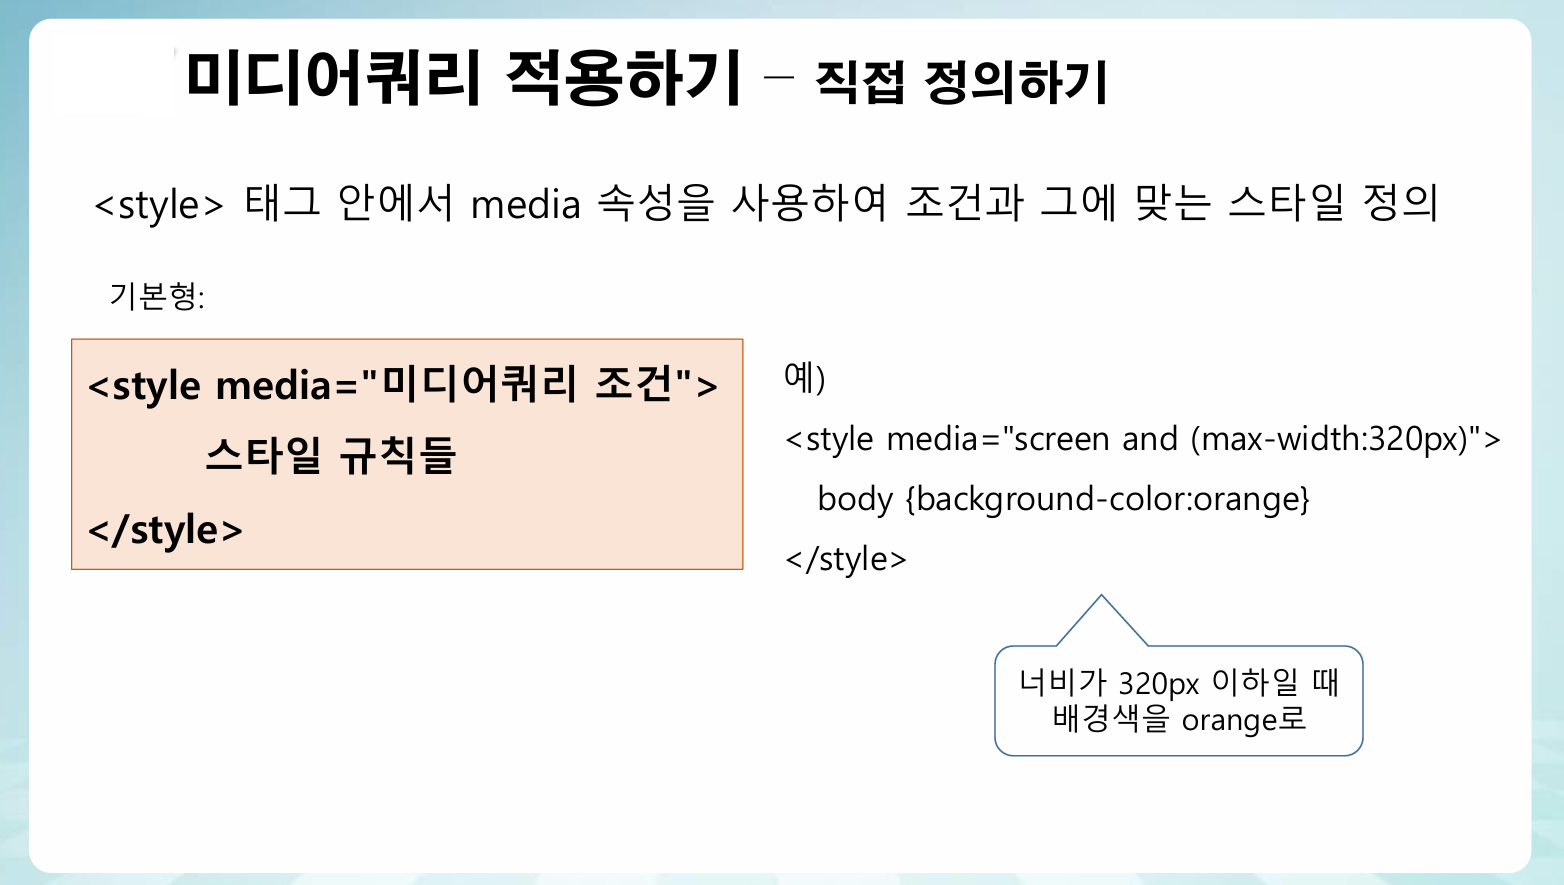 미디어쿼리 적용하기 – 직접 정의하기
<style> 태그 안에서 media 속성을 사용하여 조건과 그에 맞는 스타일 정의
기본형:
<style media="미디어쿼리 조건">
스타일 규칙들
</style>
예)
<style media="screen and (max-width:320px)">
body {background-color:orange}
</style>
너비가 320px 이하일 때
배경색을 orange로